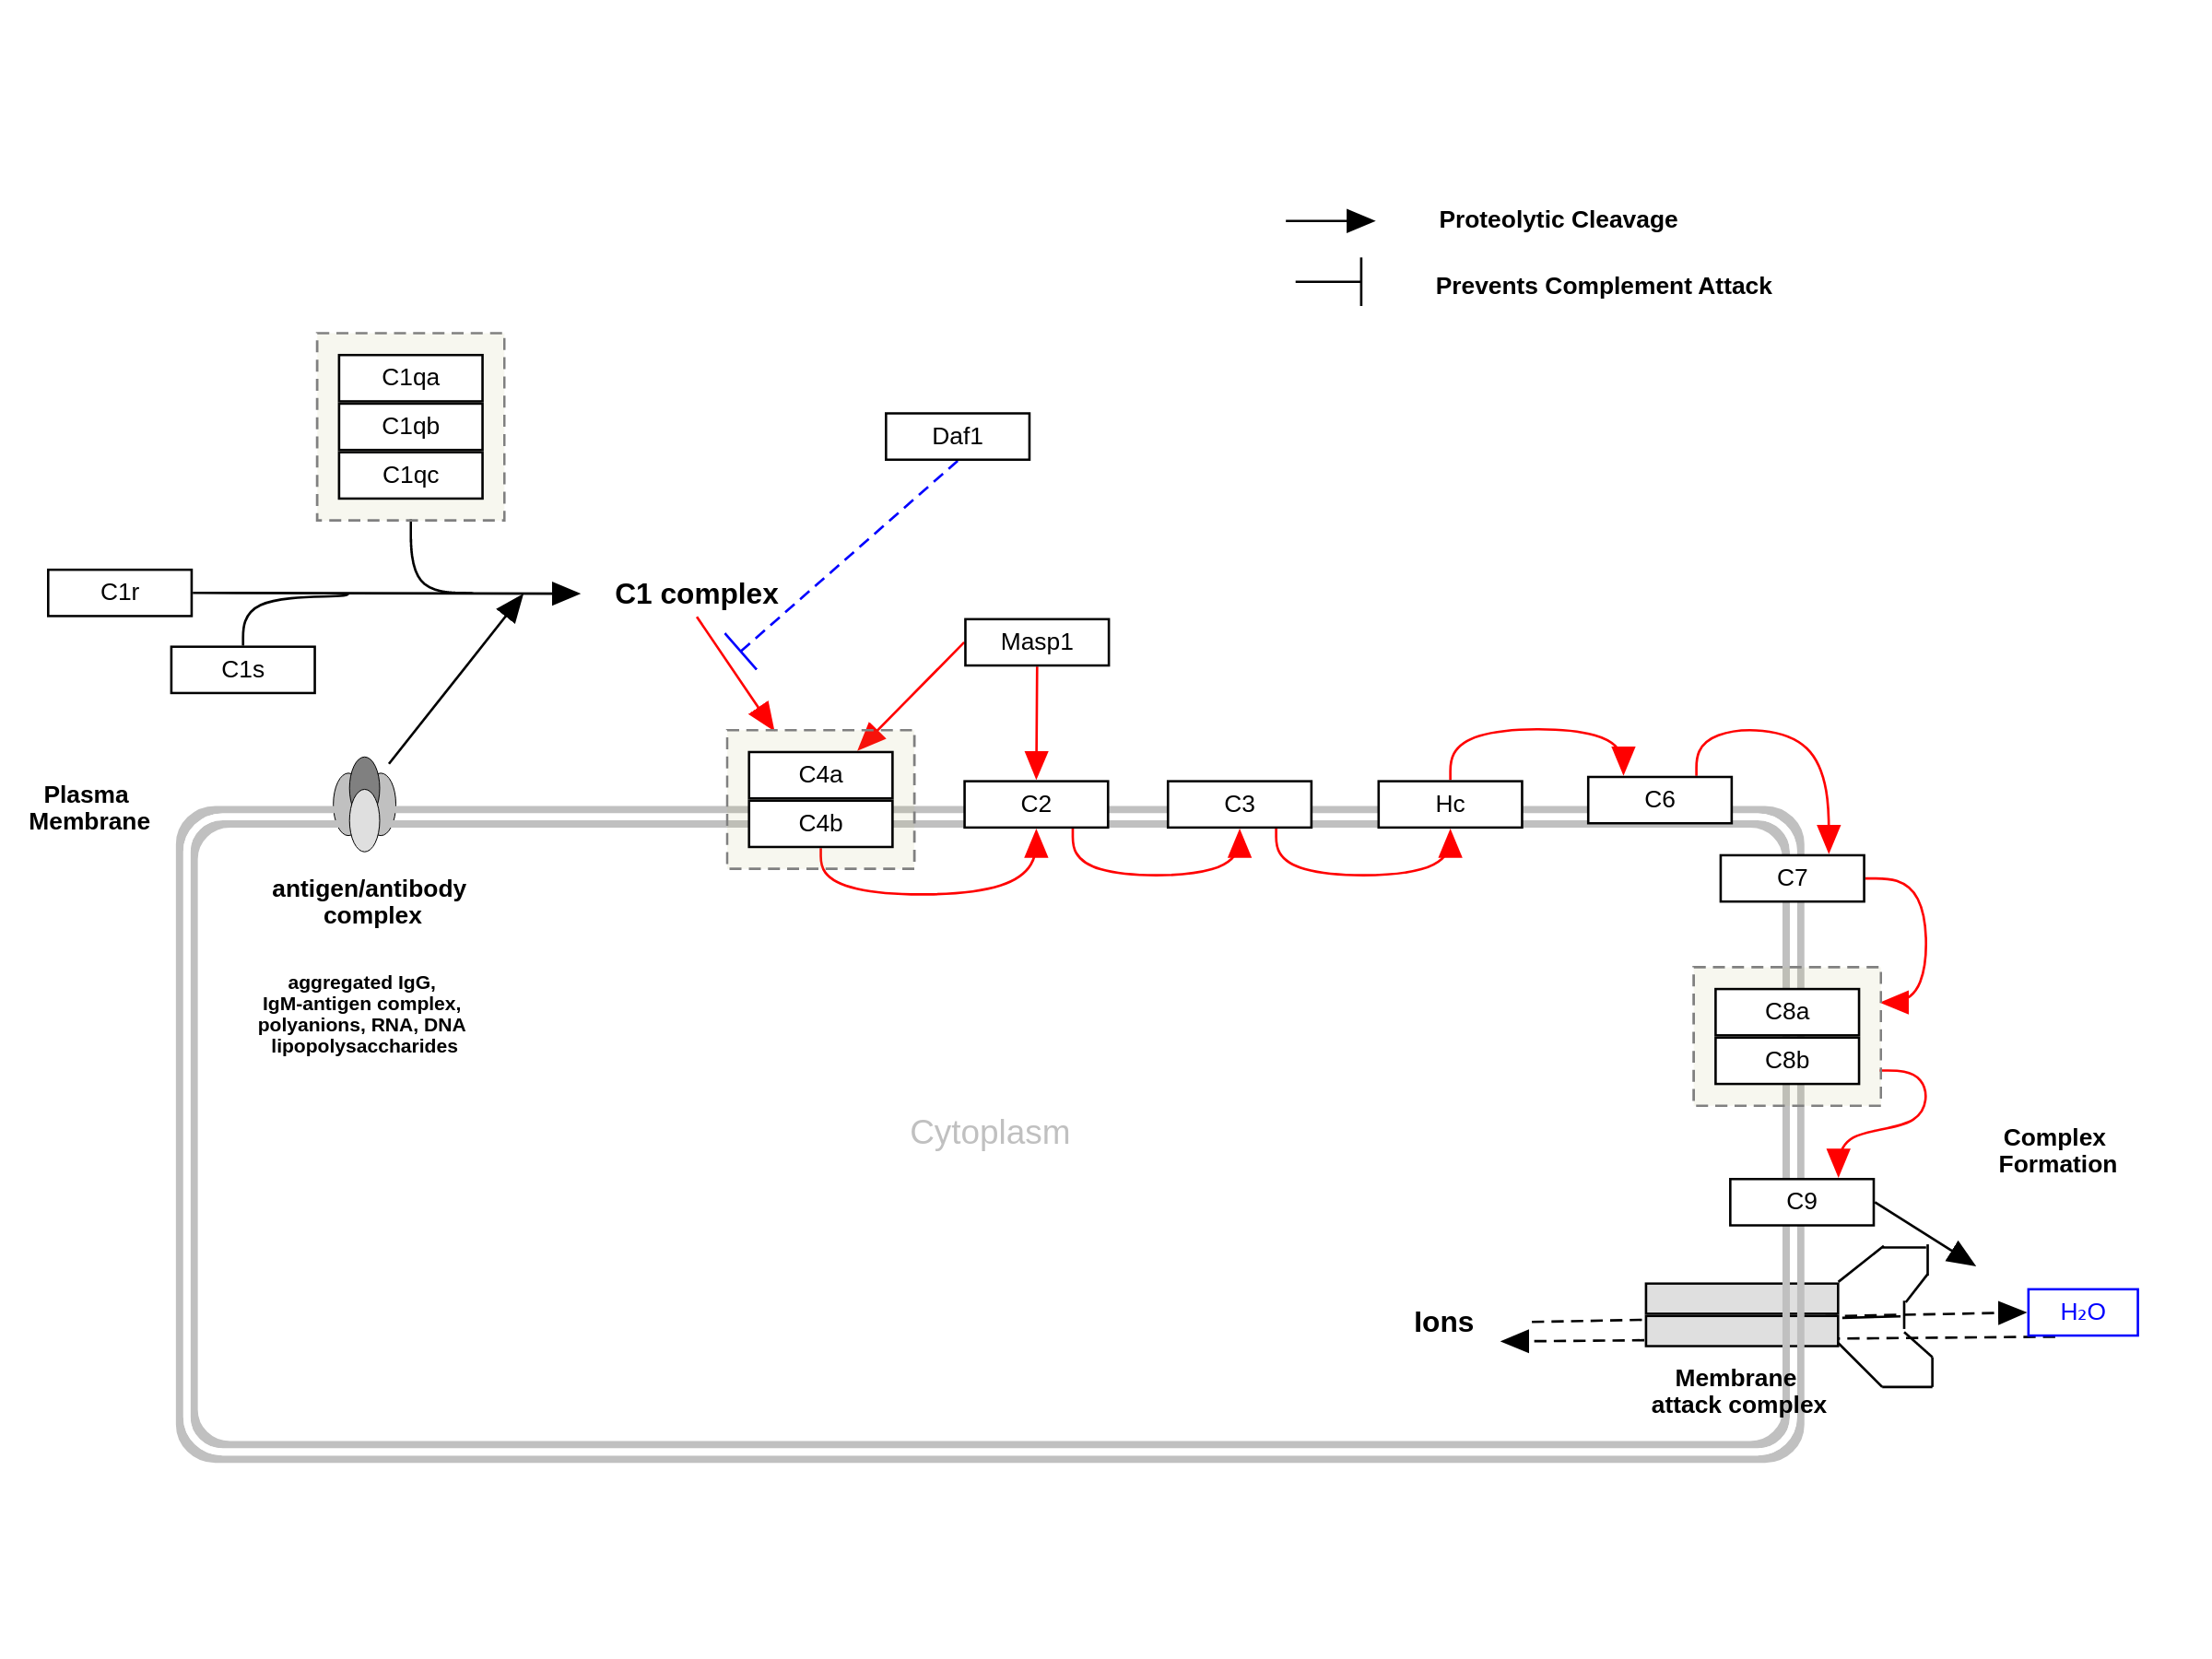 Proteolytic Cleavage
Prevents Complement Attack
C1qa
C1qb
C1qc
Daf1
C1r
C1 complex
C1s
Masp1
Plasma
Membrane
C4a
C4b
C2
C3
Hc
C6
C7
antigen/antibody
complex
aggregated IgG,
IgM-antigen complex,
polyanions, RNA, DNA
lipopolysaccharides
C8a
C8b
Cytoplasm
Complex
Formation
C9
Ions
H₂O
Membrane
attack complex